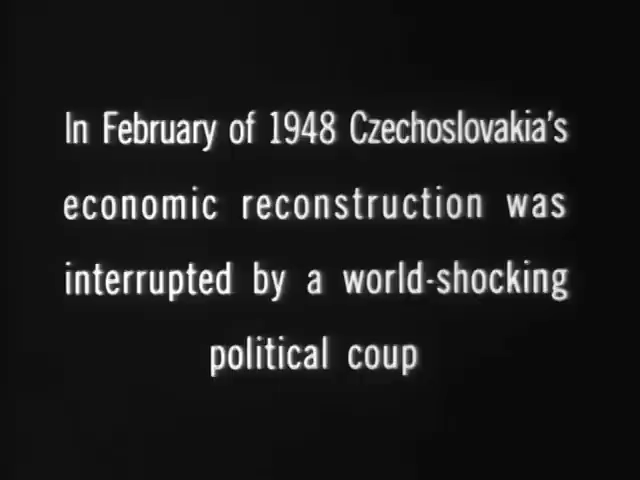 In February of 1948 Czechoslovakia's
economic reconstruction was
interrupted by a world-shocking
political coup